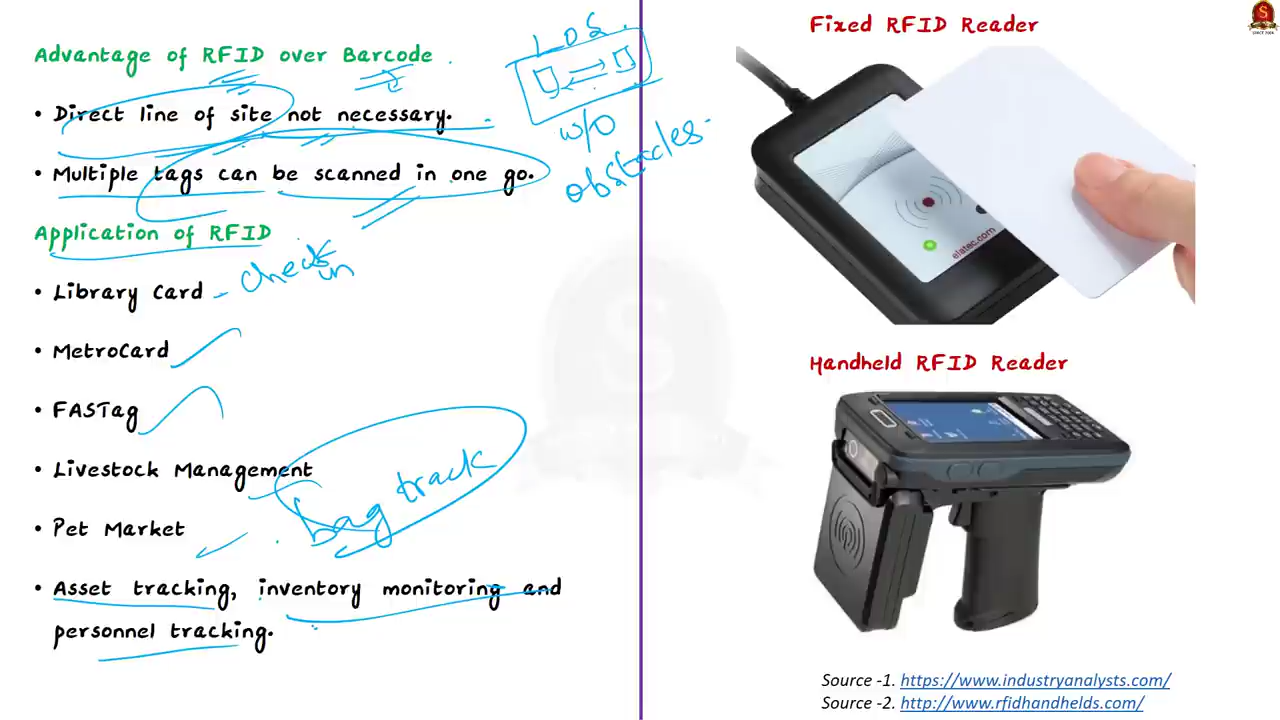 Advantage of RFID over Barcode
• Direct line of site not necessary.
• Multiple tags can be scanned in one go.
LOS
w/o
obstacles
Application of RFID
• Library Card - check in
• MetroCard
• FASTag
• Livestock Management
bag track
• Pet Market
• Asset tracking, inventory monitoring and
personnel tracking.
Fixed RFID Reader
elatec.com
Handheld RFID Reader
Source -1. https://www.industryanalysts.com/
Source -2. http://www.rfidhandhelds.com/